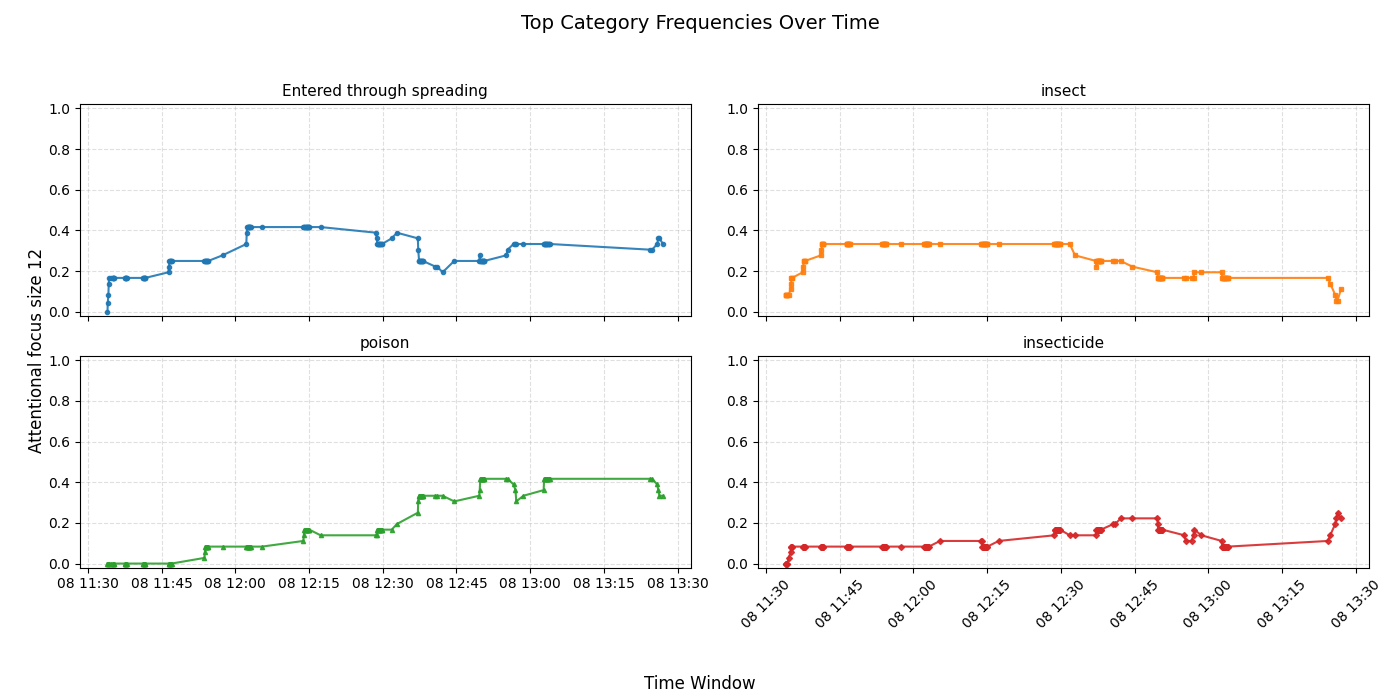 Top Category Frequencies Over Time
Entered through spreading
insect
1.0
0.8
0.6
0.4
0.2
0.0
1.0
0.8
0.6
0.4
0.2
0.0
Attentional focus size 12
poison
insecticide
1.0
0.8
0.6
0.4
0.2
0.0
1.0
0.8
0.6
0.4
0.2
0.0
08 11:30 08 11:45 08 12:00 08 12:15 08 12:30 08 12:45 08 13:00 08 13:15 08 13:30
08 11:30 08 11:45 08 12:00 08 12:15 08 12:30 08 12:45 08 13:00 08 13:15 08 13:30
Time Window